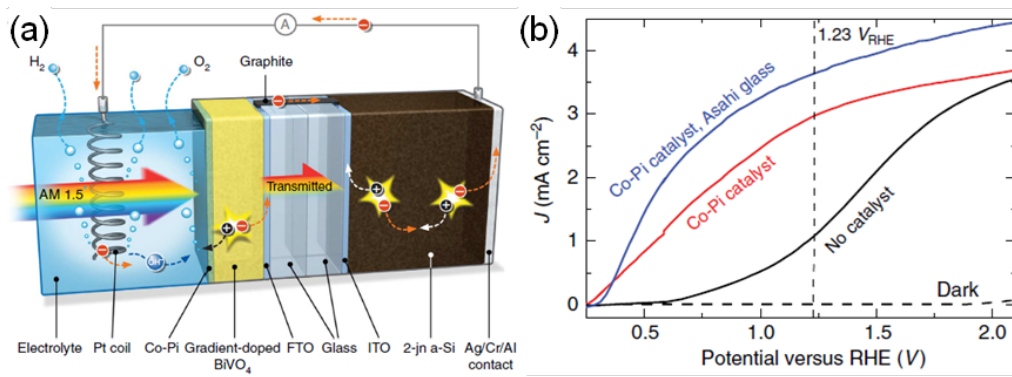 (a)
A
H₂
O₂
Graphite
AM 1.5
Transmitted
OH⁻
Electrolyte Pt coil Co-Pi Gradient-doped BiVO₄ FTO Glass ITO 2-jn a-Si Ag/Cr/Al contact
(b)
1.23 V_RHE
Co-Pi catalyst, Asahi glass
Co-Pi catalyst
No catalyst
Dark
J (mA cm⁻²)
4
3
2
1
0
0.5 1.0 1.5 2.0
Potential versus RHE (V)